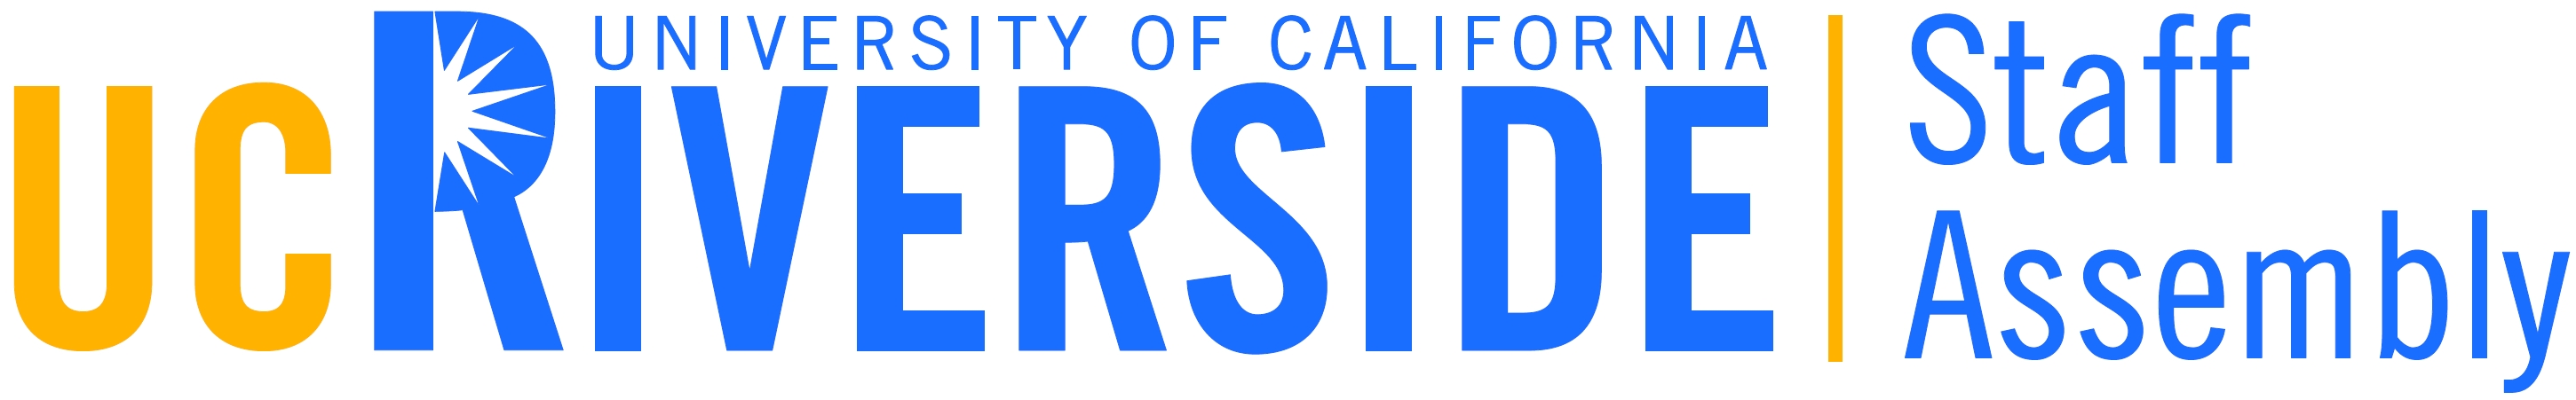 UNIVERSITY OF CALIFORNIA
UCRIVERSIDE
Staff
Assembly